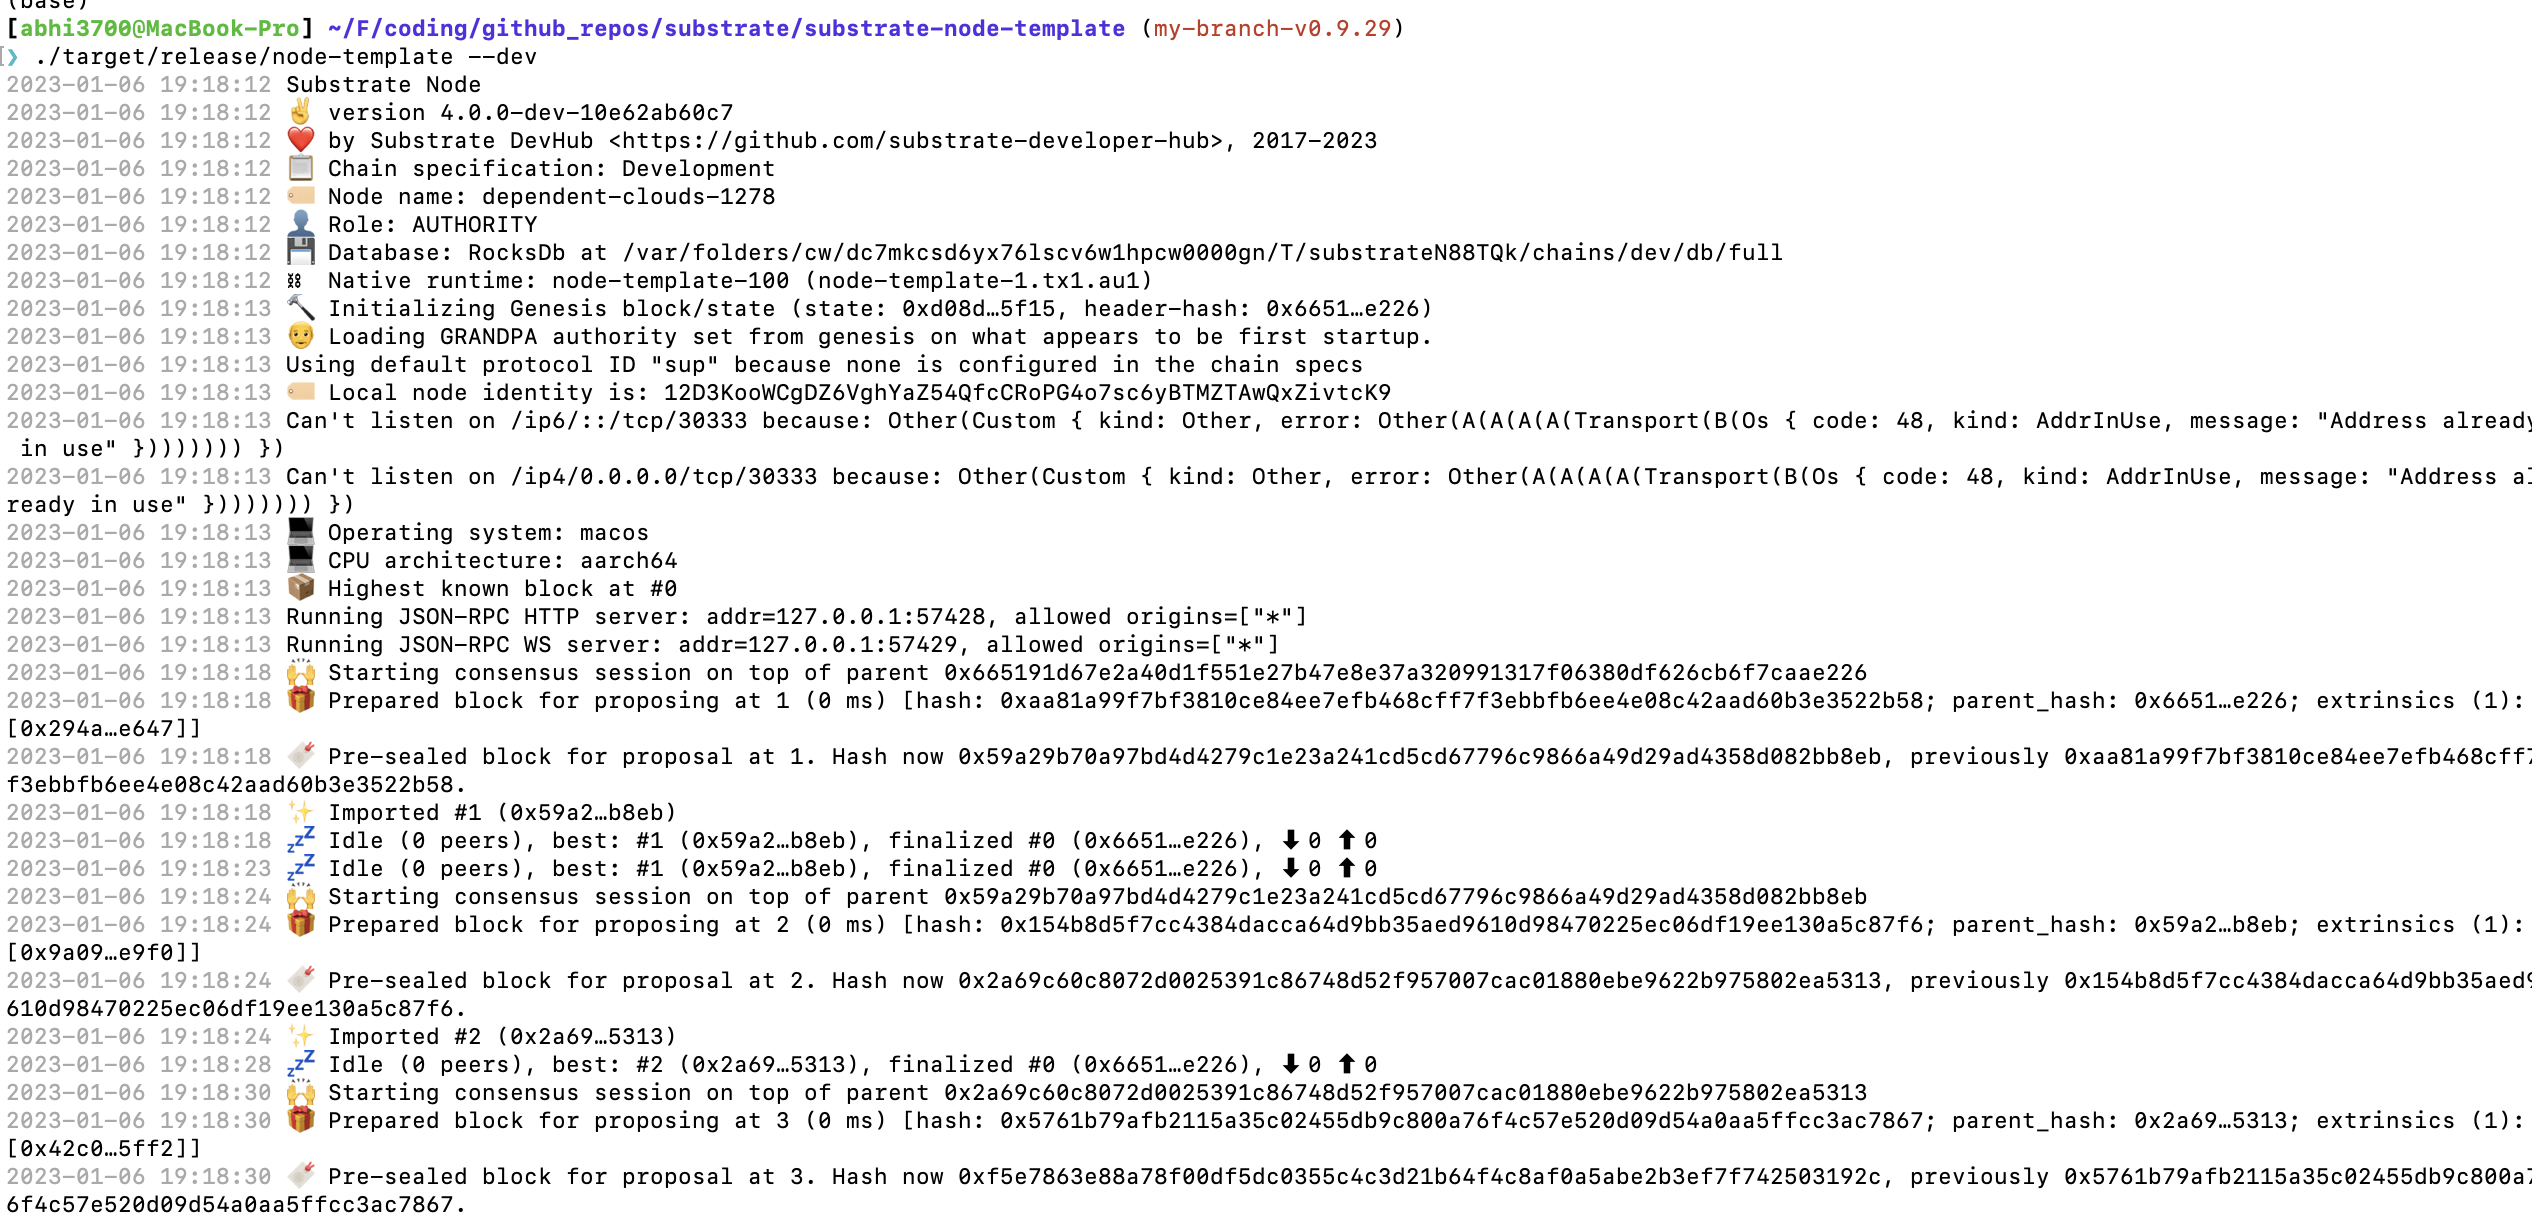 (base)
[abhi3700@MacBook-Pro] ~/F/coding/github_repos/substrate/substrate-node-template (my-branch-v0.9.29)
❯ ./target/release/node-template --dev
2023-01-06 19:18:12 Substrate Node
2023-01-06 19:18:12 ✌️ version 4.0.0-dev-10e62ab60c7
2023-01-06 19:18:12 ❤️ by Substrate DevHub <https://github.com/substrate-developer-hub>, 2017-2023
2023-01-06 19:18:12 📋 Chain specification: Development
2023-01-06 19:18:12 🏷 Node name: dependent-clouds-1278
2023-01-06 19:18:12 👤 Role: AUTHORITY
2023-01-06 19:18:12 💾 Database: RocksDb at /var/folders/cw/dc7mkcsd6yx76lscv6w1hpcw0000gn/T/substrateN88TQk/chains/dev/db/full
2023-01-06 19:18:12 ⛓ Native runtime: node-template-100 (node-template-1.tx1.au1)
2023-01-06 19:18:13 🔨 Initializing Genesis block/state (state: 0xd08d…5f15, header-hash: 0x6651…e226)
2023-01-06 19:18:13 👴 Loading GRANDPA authority set from genesis on what appears to be first startup.
2023-01-06 19:18:13 Using default protocol ID "sup" because none is configured in the chain specs
2023-01-06 19:18:13 🏷 Local node identity is: 12D3KooWCgDZ6VghYaZ54QfcCRoPG4o7sc6yBTMZTAwQxZivtcK9
2023-01-06 19:18:13 Can't listen on /ip6/::/tcp/30333 because: Other(Custom { kind: Other, error: Other(A(A(A(A(Transport(B(Os { code: 48, kind: AddrInUse, message: "Address already
in use" })))))))) })
2023-01-06 19:18:13 Can't listen on /ip4/0.0.0.0/tcp/30333 because: Other(Custom { kind: Other, error: Other(A(A(A(A(Transport(B(Os { code: 48, kind: AddrInUse, message: "Address al
ready in use" })))))))) })
2023-01-06 19:18:13 💻 Operating system: macos
2023-01-06 19:18:13 💻 CPU architecture: aarch64
2023-01-06 19:18:13 📦 Highest known block at #0
2023-01-06 19:18:13 Running JSON-RPC HTTP server: addr=127.0.0.1:57428, allowed origins=["*"]
2023-01-06 19:18:13 Running JSON-RPC WS server: addr=127.0.0.1:57429, allowed origins=["*"]
2023-01-06 19:18:18 🙌 Starting consensus session on top of parent 0x665191d67e2a40d1f551e27b47e8e37a320991317f06380df626cb6f7caae226
2023-01-06 19:18:18 🎁 Prepared block for proposing at 1 (0 ms) [hash: 0xaa81a99f7bf3810ce84ee7efb468cff7f3ebbfb6ee4e08c42aad60b3e3522b58; parent_hash: 0x6651…e226; extrinsics (1):
[0x294a…e647]]
2023-01-06 19:18:18 🔖 Pre-sealed block for proposal at 1. Hash now 0x59a29b70a97bd4d4279c1e23a241cd5cd67796c9866a49d29ad4358d082bb8eb, previously 0xaa81a99f7bf3810ce84ee7efb468cff7
f3ebbfb6ee4e08c42aad60b3e3522b58.
2023-01-06 19:18:18 ✨ Imported #1 (0x59a2…b8eb)
2023-01-06 19:18:18 💤 Idle (0 peers), best: #1 (0x59a2…b8eb), finalized #0 (0x6651…e226), ⬇ 0 ⬆ 0
2023-01-06 19:18:23 💤 Idle (0 peers), best: #1 (0x59a2…b8eb), finalized #0 (0x6651…e226), ⬇ 0 ⬆ 0
2023-01-06 19:18:24 🙌 Starting consensus session on top of parent 0x59a29b70a97bd4d4279c1e23a241cd5cd67796c9866a49d29ad4358d082bb8eb
2023-01-06 19:18:24 🎁 Prepared block for proposing at 2 (0 ms) [hash: 0x154b8d5f7cc4384dacca64d9bb35aed9610d98470225ec06df19ee130a5c87f6; parent_hash: 0x59a2…b8eb; extrinsics (1):
[0x9a09…e9f0]]
2023-01-06 19:18:24 🔖 Pre-sealed block for proposal at 2. Hash now 0x2a69c60c8072d0025391c86748d52f957007cac01880ebe9622b975802ea5313, previously 0x154b8d5f7cc4384dacca64d9bb35aed9
610d98470225ec06df19ee130a5c87f6.
2023-01-06 19:18:24 ✨ Imported #2 (0x2a69…5313)
2023-01-06 19:18:28 💤 Idle (0 peers), best: #2 (0x2a69…5313), finalized #0 (0x6651…e226), ⬇ 0 ⬆ 0
2023-01-06 19:18:30 🙌 Starting consensus session on top of parent 0x2a69c60c8072d0025391c86748d52f957007cac01880ebe9622b975802ea5313
2023-01-06 19:18:30 🎁 Prepared block for proposing at 3 (0 ms) [hash: 0x5761b79afb2115a35c02455db9c800a76f4c57e520d09d54a0aa5ffcc3ac7867; parent_hash: 0x2a69…5313; extrinsics (1):
[0x42c0…5ff2]]
2023-01-06 19:18:30 🔖 Pre-sealed block for proposal at 3. Hash now 0xf5e7863e88a78f00df5dc0355c4c3d21b64f4c8af0a5abe2b3ef7f742503192c, previously 0x5761b79afb2115a35c02455db9c800a7
6f4c57e520d09d54a0aa5ffcc3ac7867.